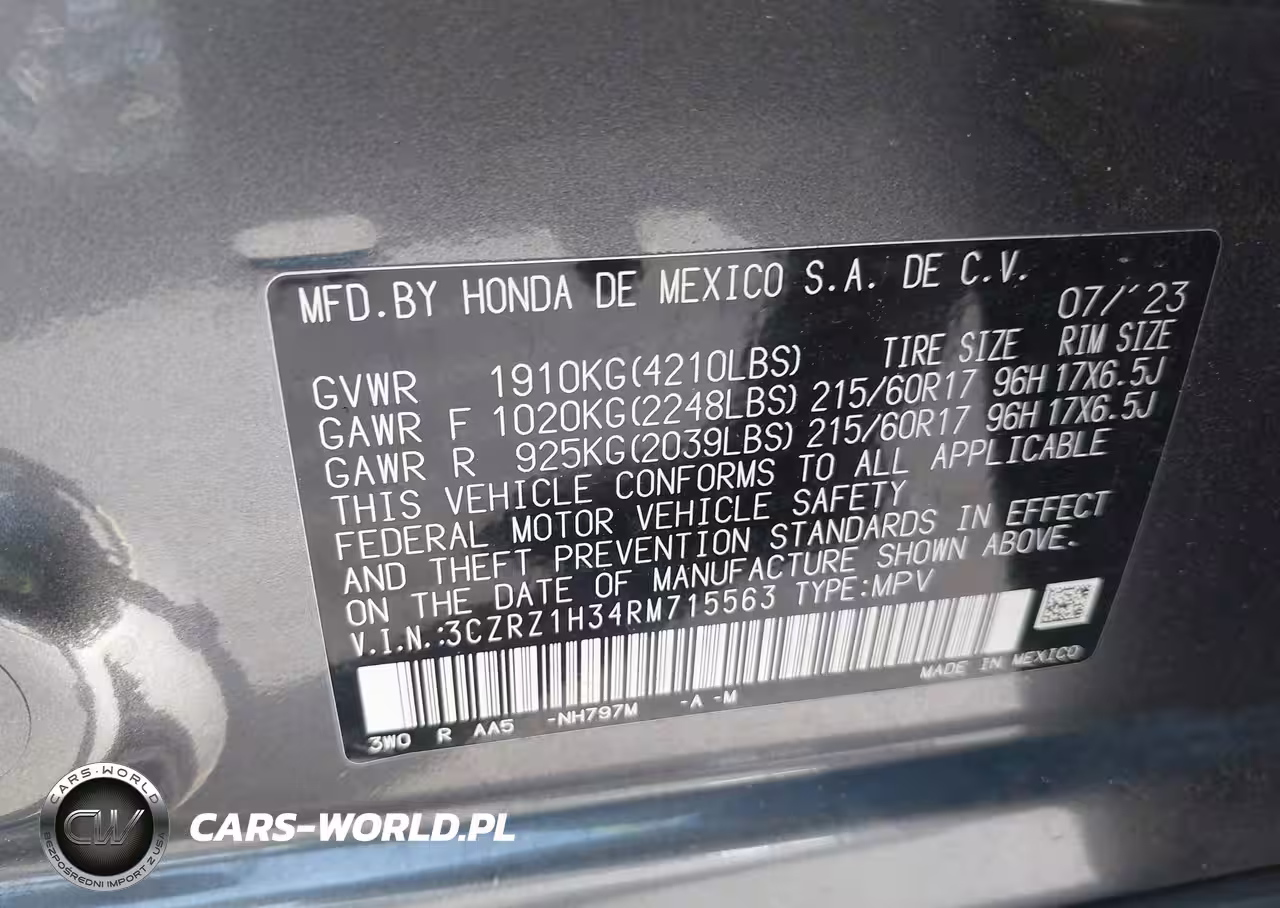 MFD.BY HONDA DE MEXICO S.A. DE C.V.
07/'23
TIRE SIZE RIM SIZE
GVWR 1910KG(4210LBS)
GAWR F 1020KG(2248LBS) 215/60R17 96H 17X6.5J
GAWR R 925KG(2039LBS) 215/60R17 96H 17X6.5J
THIS VEHICLE CONFORMS TO ALL APPLICABLE
FEDERAL MOTOR VEHICLE SAFETY
AND THEFT PREVENTION STANDARDS IN EFFECT
ON THE DATE OF MANUFACTURE SHOWN ABOVE.
V.I.N.:3CZRZ1H34RM715563 TYPE:MPV
MADE IN MEXICO
3W0 R AA5 -NH797M -A -M
CARS-WORLD
CW
BEZPOŚREDNI IMPORT Z USA
CARS-WORLD.PL